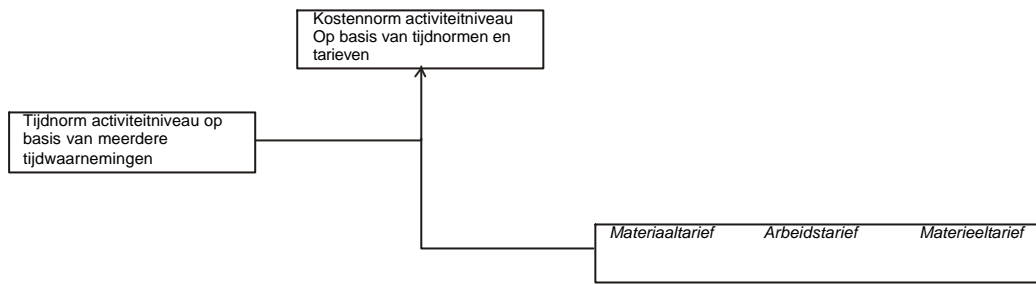 Kostennorm activiteitniveau
Op basis van tijdnormen en
tarieven
Tijdnorm activiteitniveau op
basis van meerdere
tijdwaarnemingen
Materiaaltarief Arbeidstarief Materieeltarief